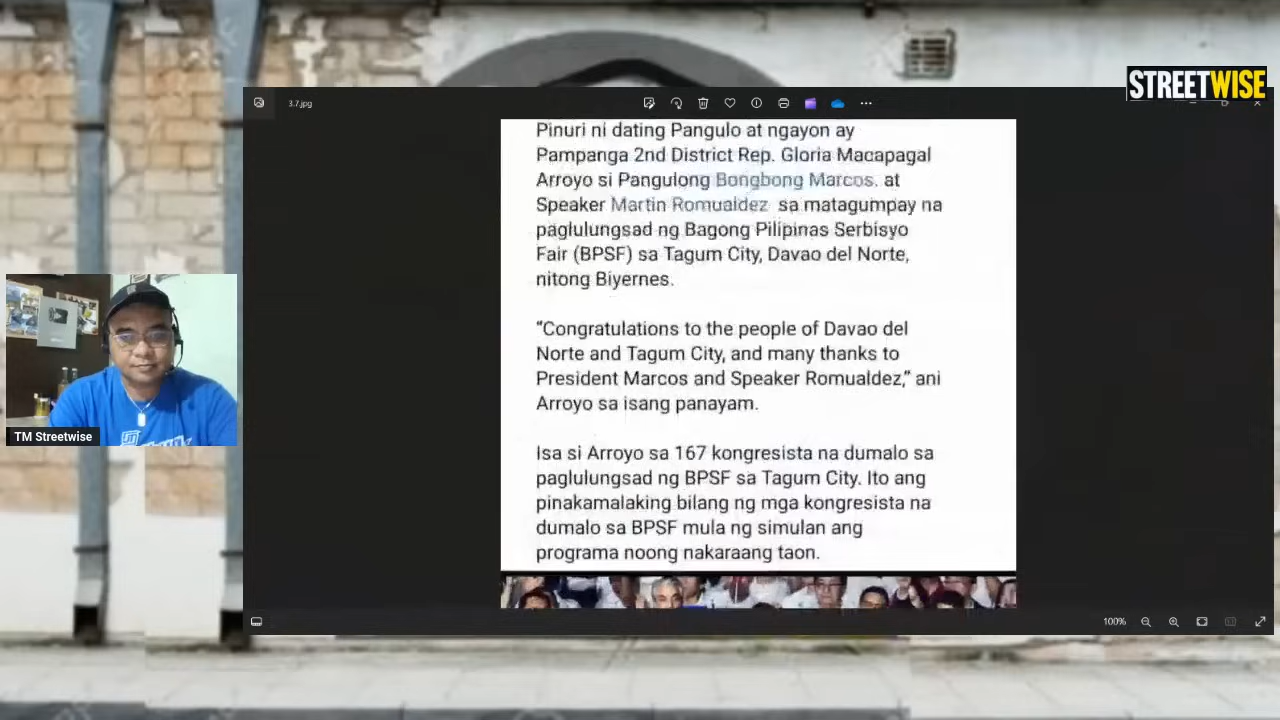 STREETWISE
3.7.jpg
Pinuri ni dating Pangulo at ngayon ay
Pampanga 2nd District Rep. Gloria Macapagal
Arroyo si Pangulong Bongbong Marcos. at
Speaker Martin Romualdez sa matagumpay na
paglulungsad ng Bagong Pilipinas Serbisyo
Fair (BPSF) sa Tagum City, Davao del Norte,
nitong Biyernes.
“Congratulations to the people of Davao del
Norte and Tagum City, and many thanks to
President Marcos and Speaker Romualdez,” ani
Arroyo sa isang panayam.
Isa si Arroyo sa 167 kongresista na dumalo sa
paglulungsad ng BPSF sa Tagum City. Ito ang
pinakamalaking bilang ng mga kongresista na
dumalo sa BPSF mula ng simulan ang
programa noong nakaraang taon.
TM Streetwise
100%